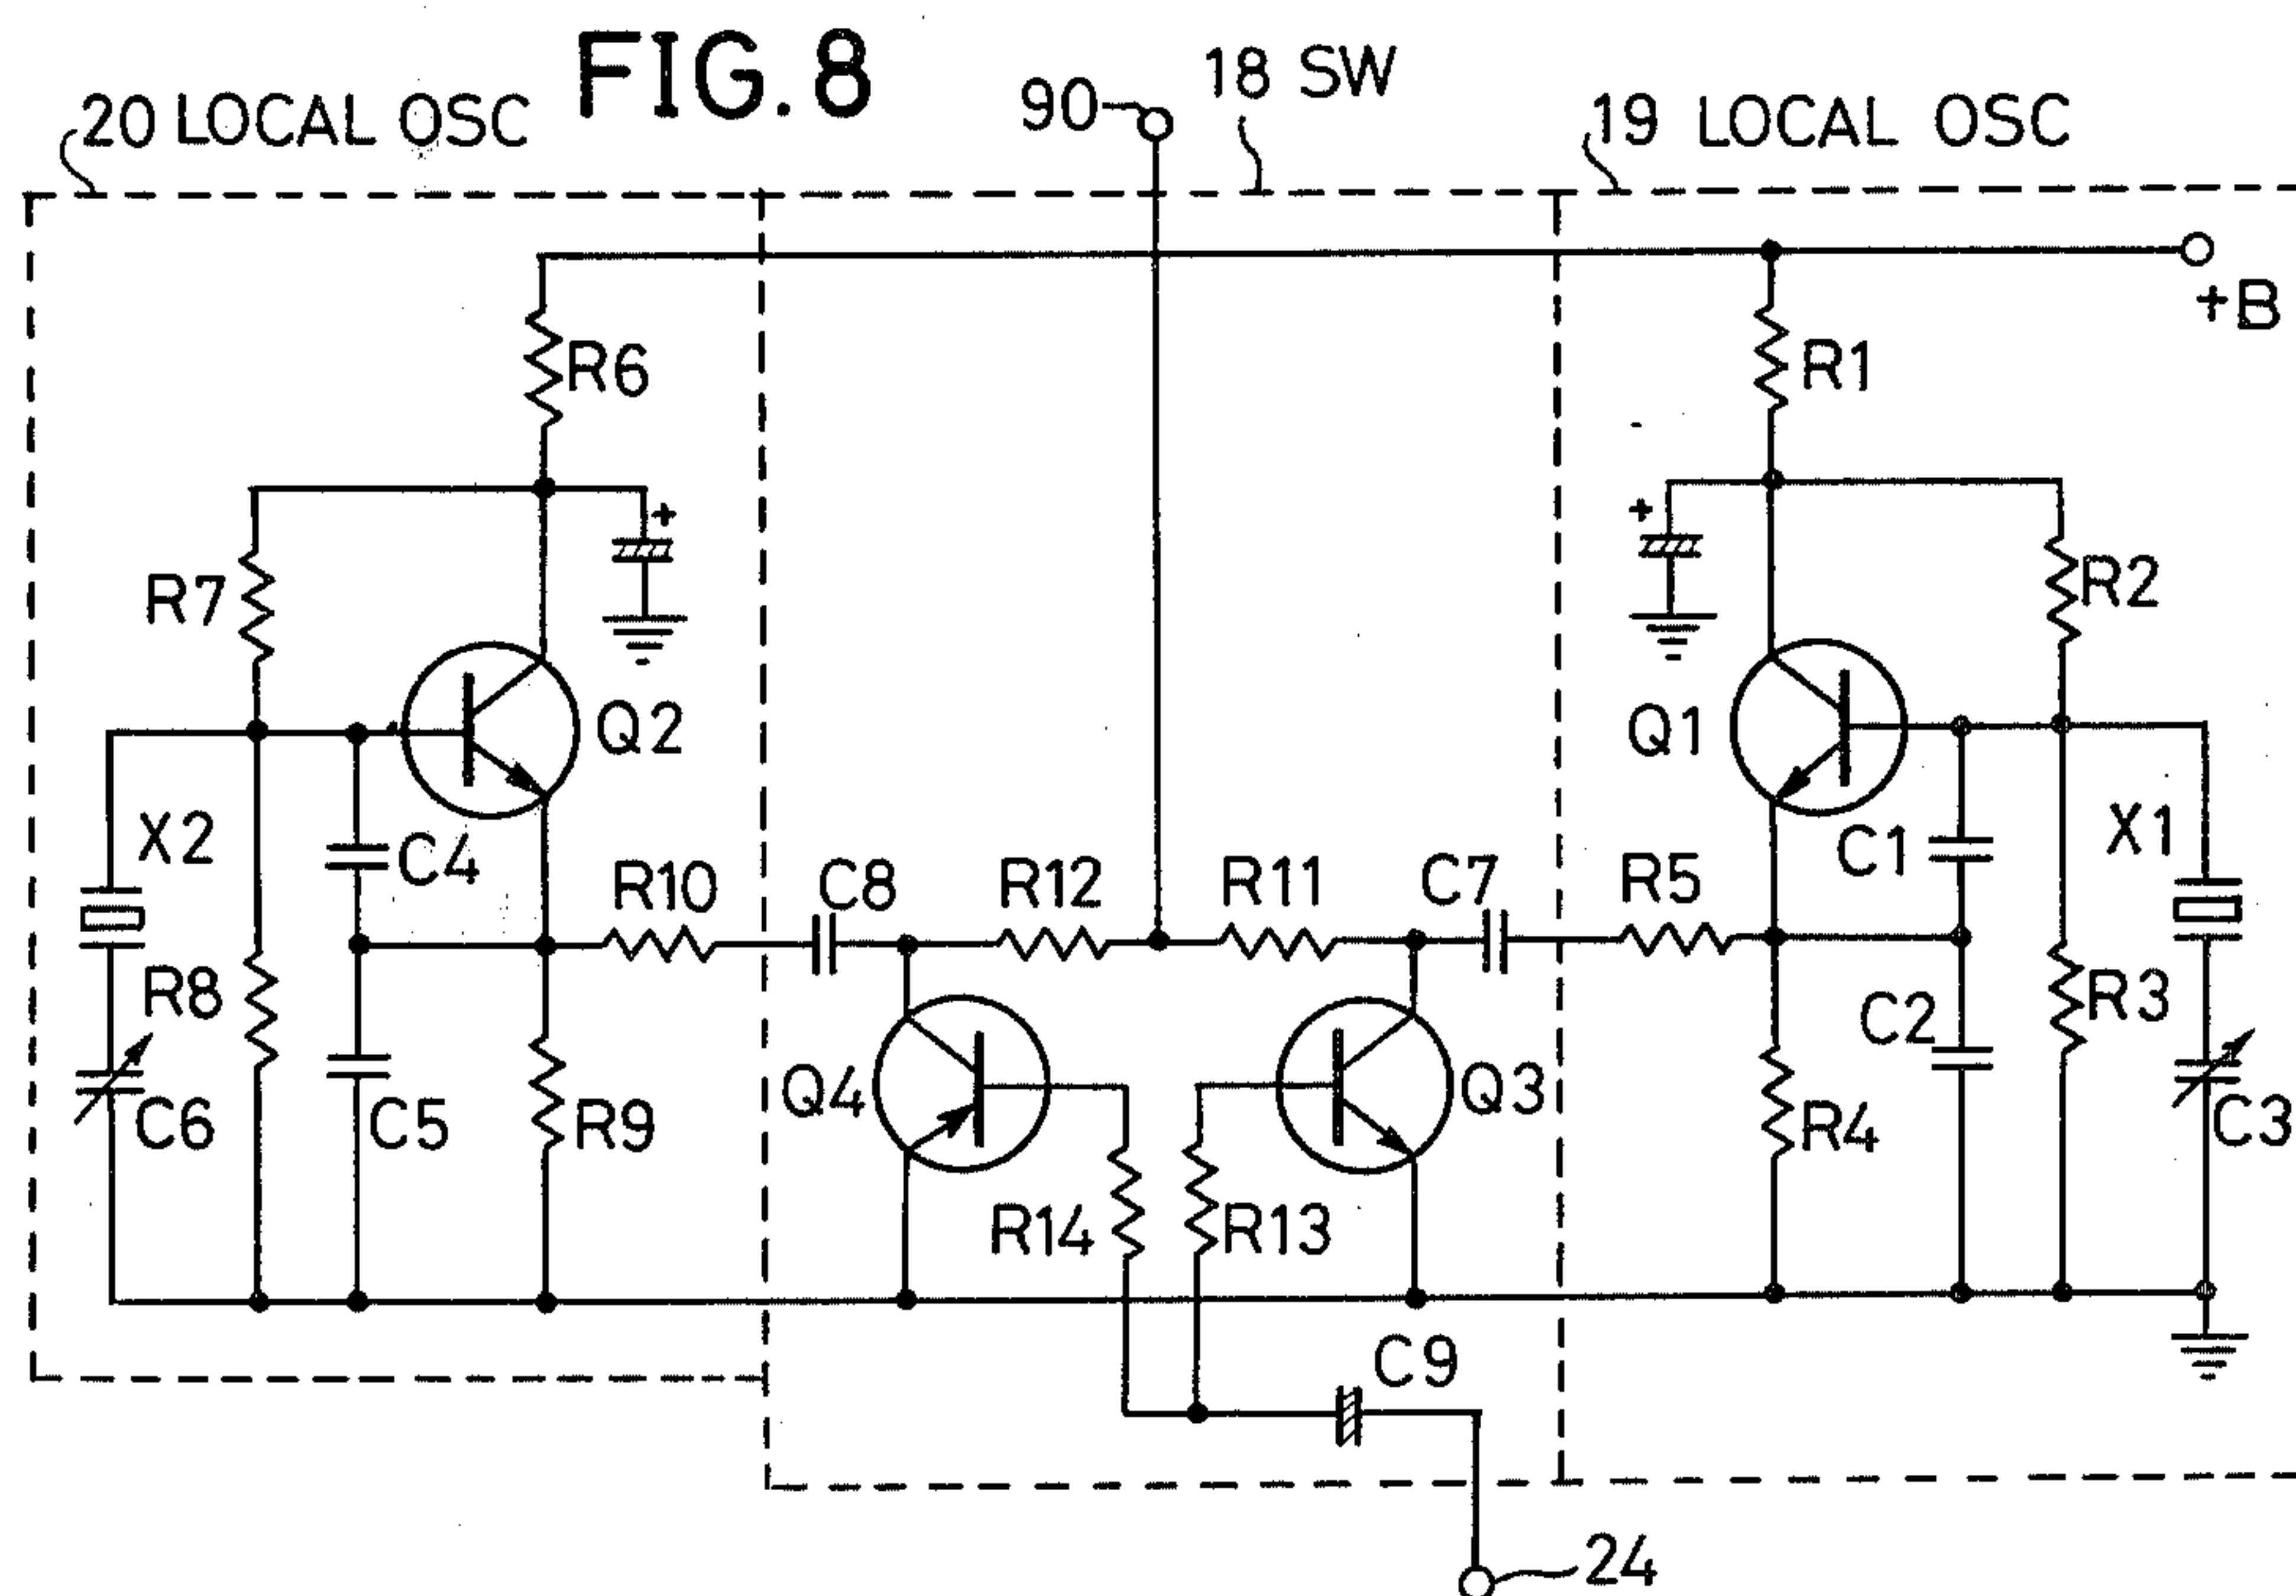 FIG. 8
20 LOCAL OSC
90
18 SW
19 LOCAL OSC
+B
R6
R1
+
+
R7
R2
Q2
Q1
X2
C4
R10
C8
R12
R11
C7
R5
C1
X1
R8
C6
C5
R9
Q4
Q3
R4
C2
R3
C3
R14
R13
C9
24